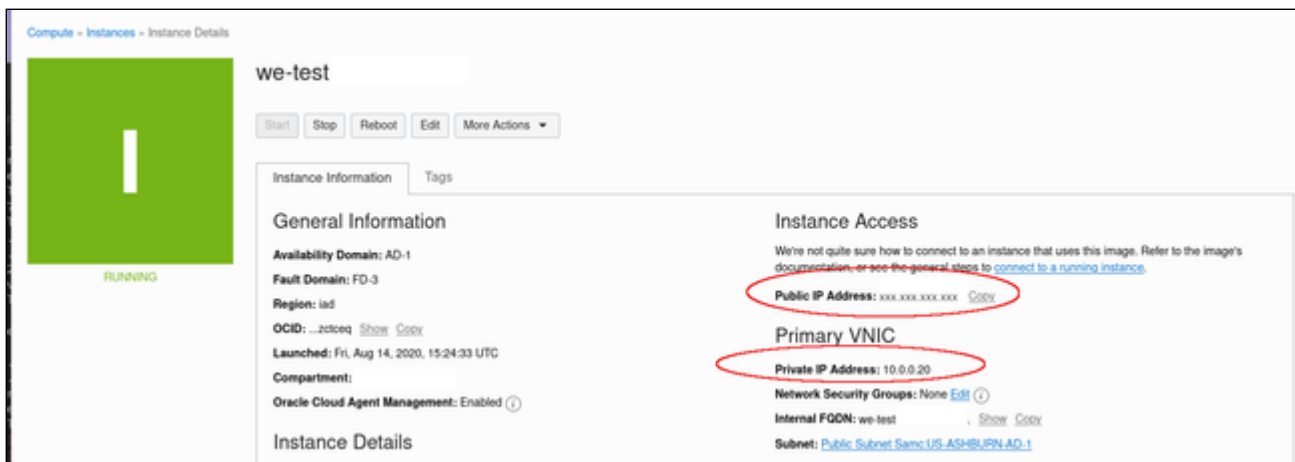 Compute » Instances » Instance Details
we-test
Start Stop Reboot Edit More Actions
I
RUNNING
Instance Information Tags
General Information
Availability Domain: AD-1
Fault Domain: FD-3
Region: iad
OCID: ...zctceq Show Copy
Launched: Fri, Aug 14, 2020, 15:24:33 UTC
Compartment:
Oracle Cloud Agent Management: Enabled
Instance Details
Instance Access
We're not quite sure how to connect to an instance that uses this image. Refer to the image's
documentation, or see the general steps to connect to a running instance.
Public IP Address: xxx.xxx.xxx.xxx Copy
Primary VNIC
Private IP Address: 10.0.0.20
Network Security Groups: None Edit
Internal FQDN: we-test . Show Copy
Subnet: Public Subnet Samc:US-ASHBURN-AD-1